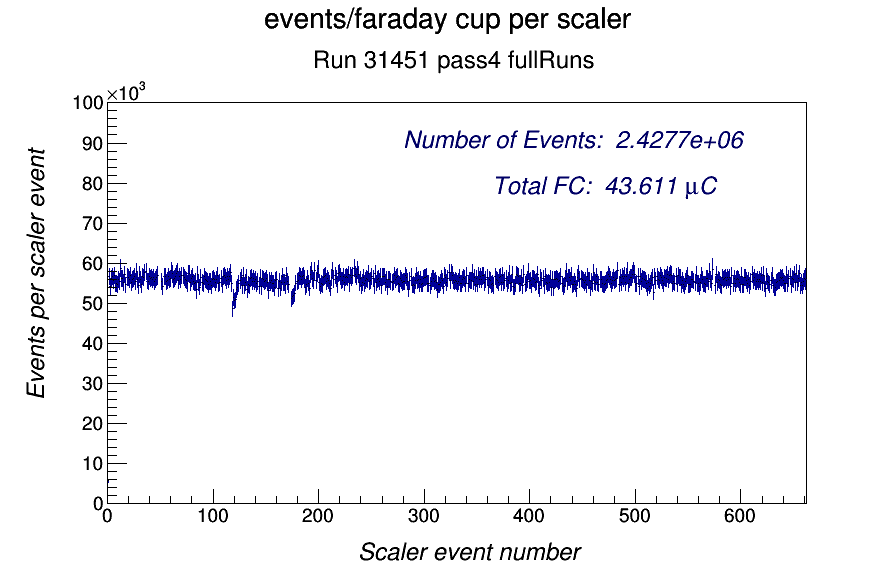 events/faraday cup per scaler
Run 31451 pass4 fullRuns
×10³
100
90
80
70
60
50
40
30
20
10
0
Events per scaler event
Number of Events: 2.4277e+06
Total FC: 43.611 μC
0 100 200 300 400 500 600
Scaler event number